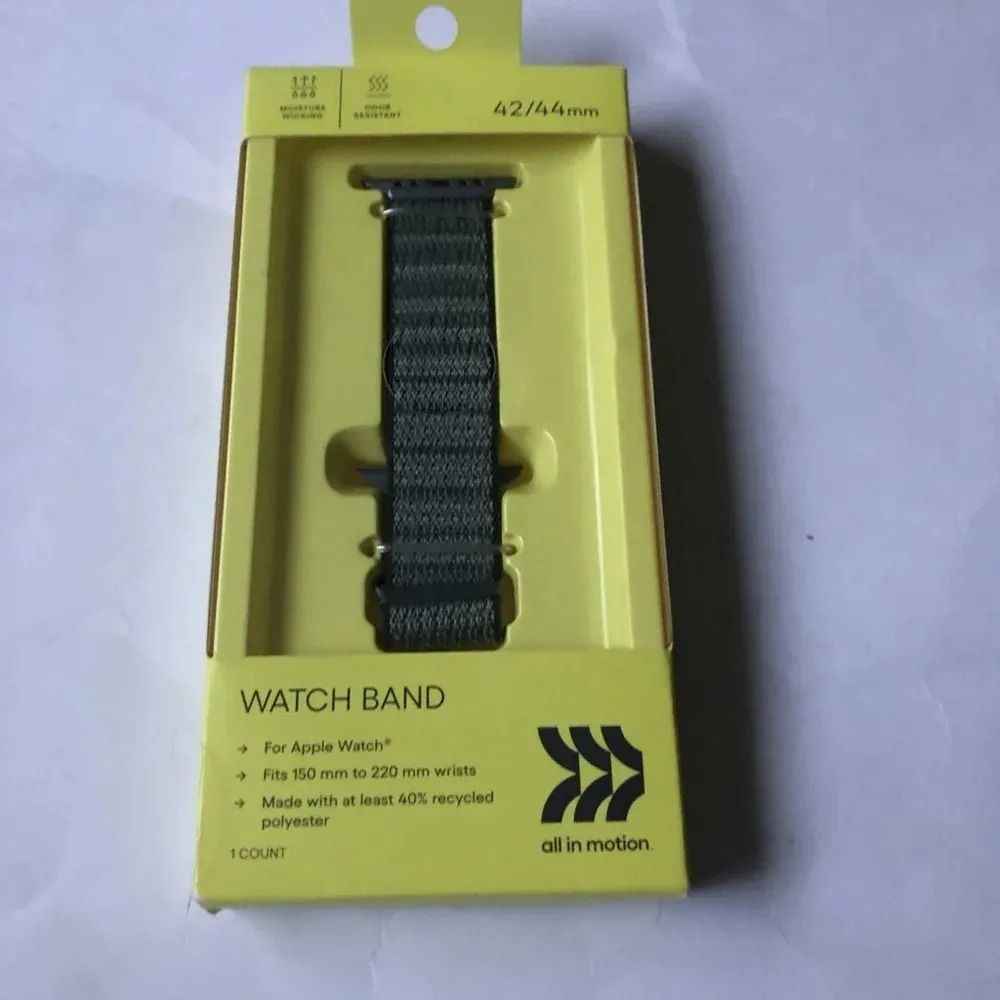 MOISTURE
WICKING
ODOR
RESISTANT
42/44mm
WATCH BAND
→ For Apple Watch®
→ Fits 150 mm to 220 mm wrists
→ Made with at least 40% recycled
polyester
1 COUNT
all in motion.